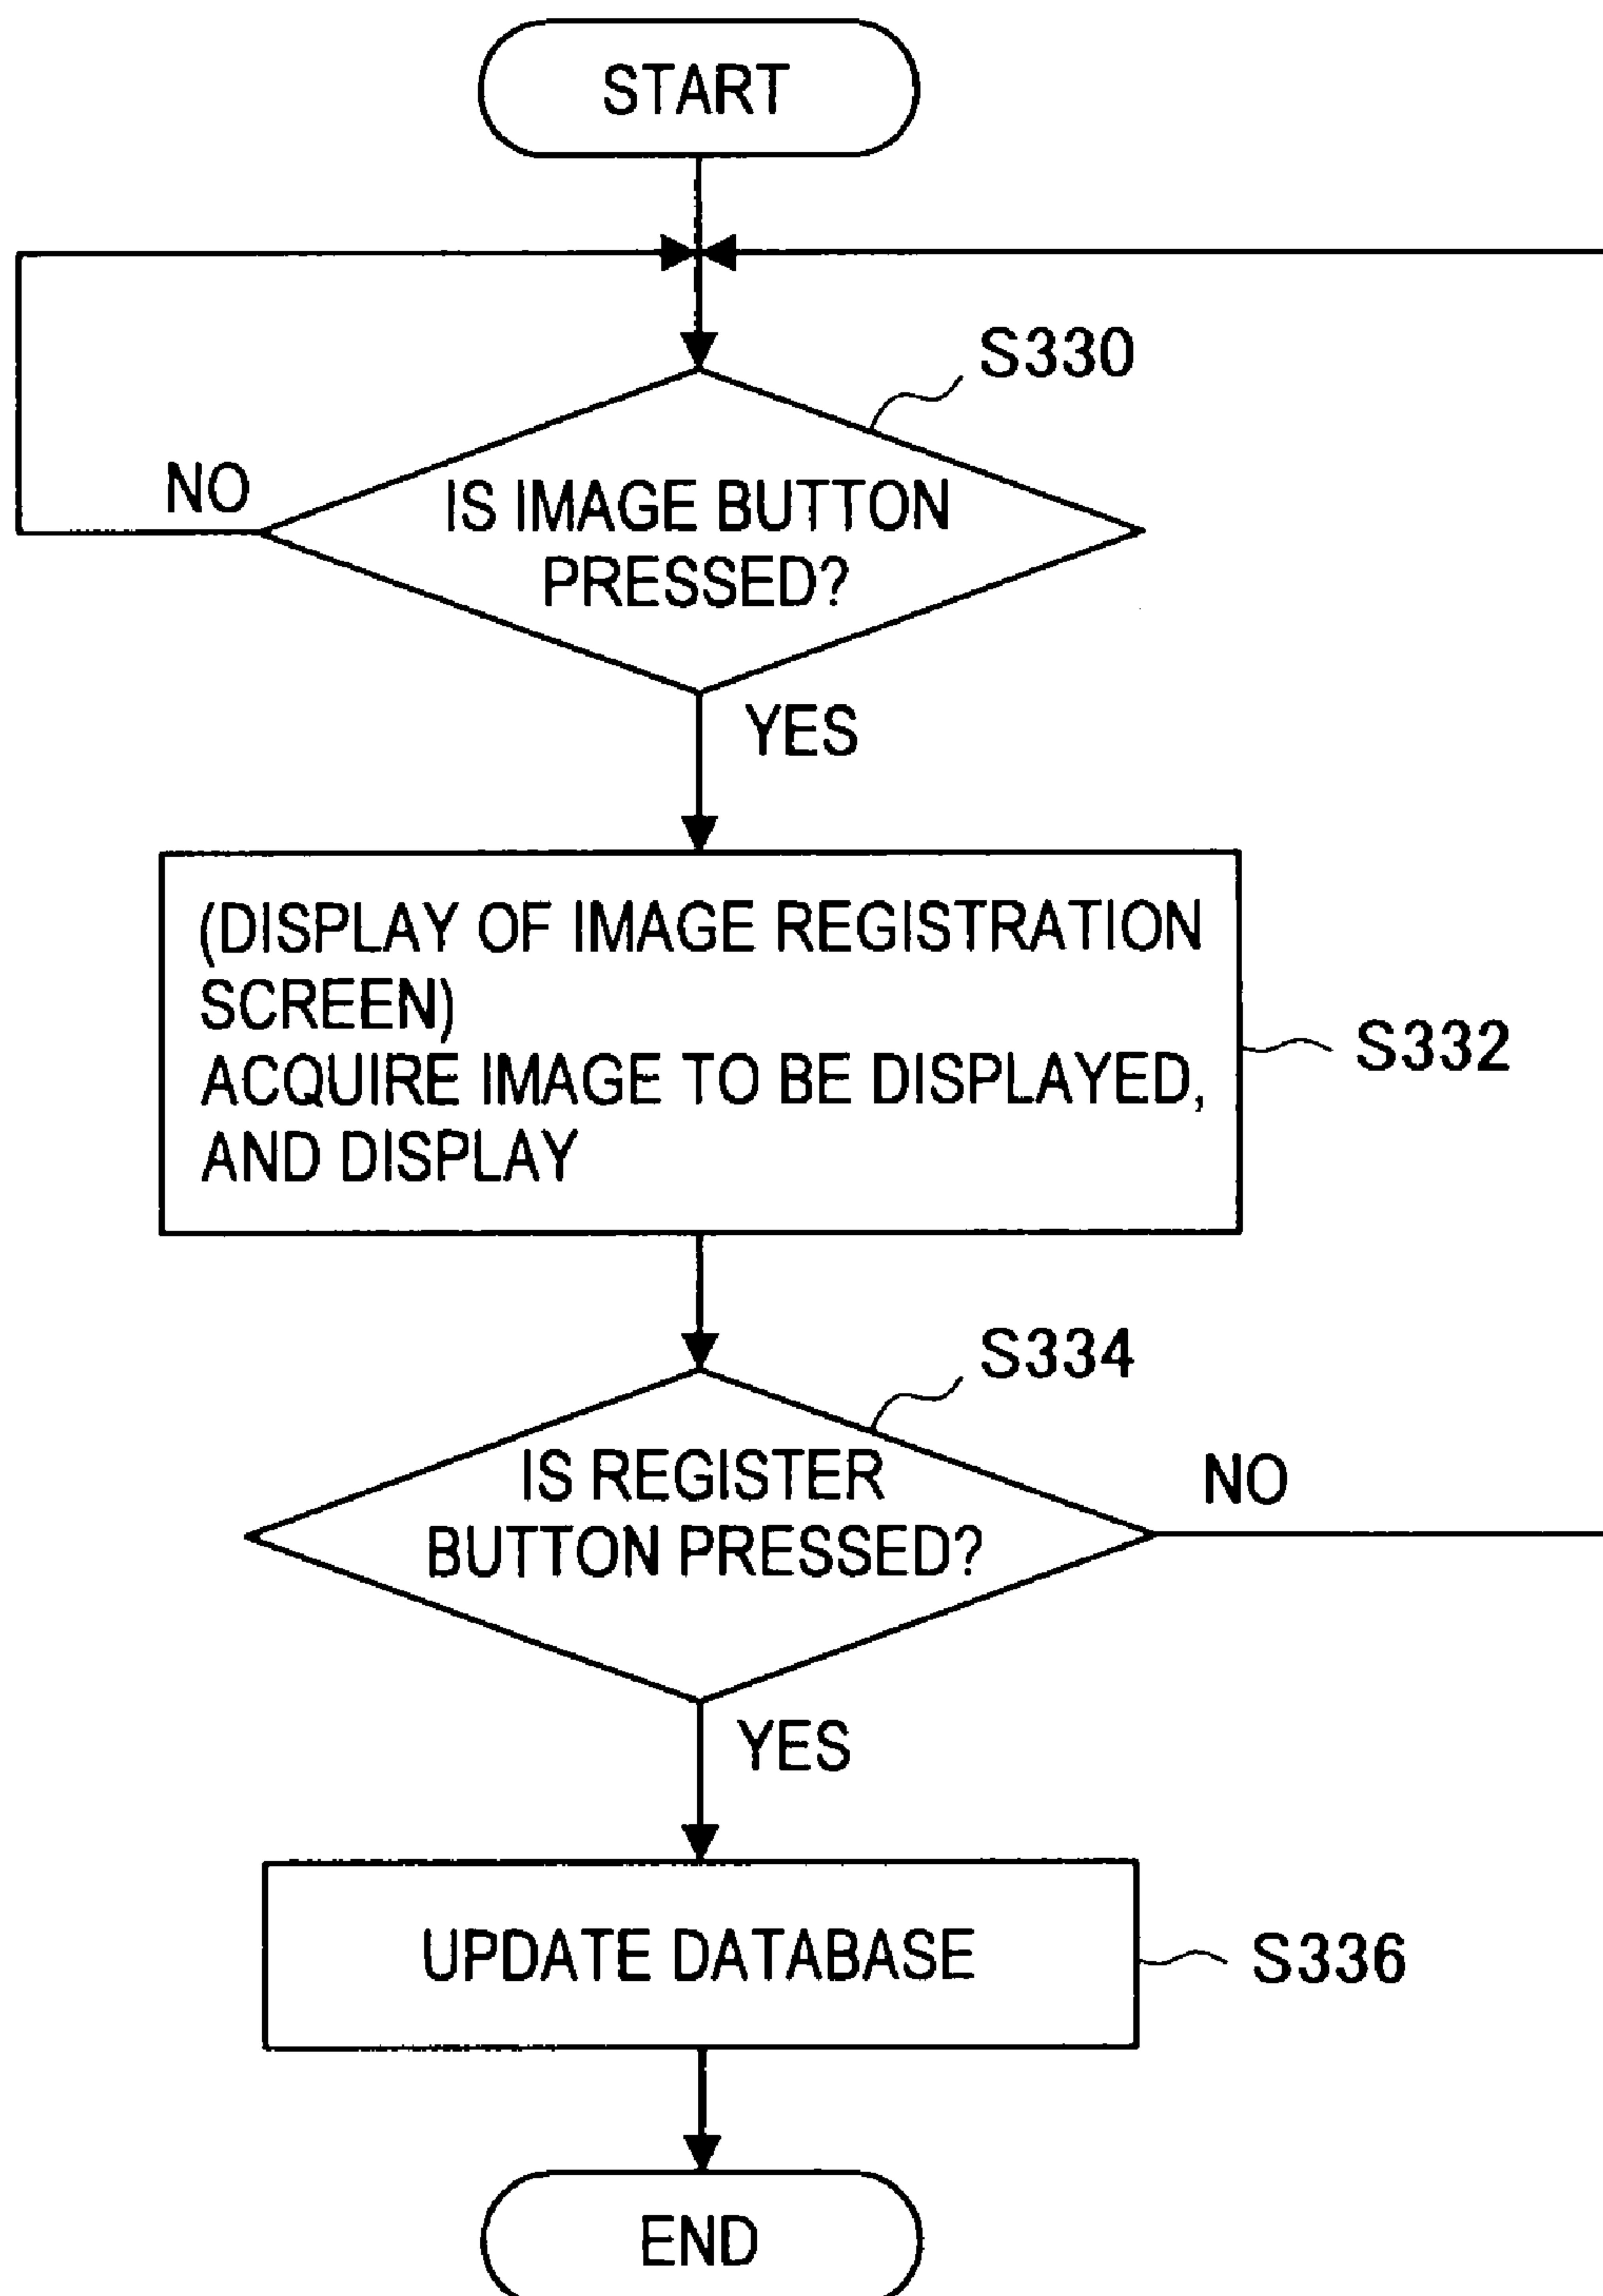 START
S330
NO
IS IMAGE BUTTON
PRESSED?
YES
(DISPLAY OF IMAGE REGISTRATION
SCREEN)
ACQUIRE IMAGE TO BE DISPLAYED,
AND DISPLAY
S332
S334
IS REGISTER
BUTTON PRESSED?
NO
YES
UPDATE DATABASE
S336
END